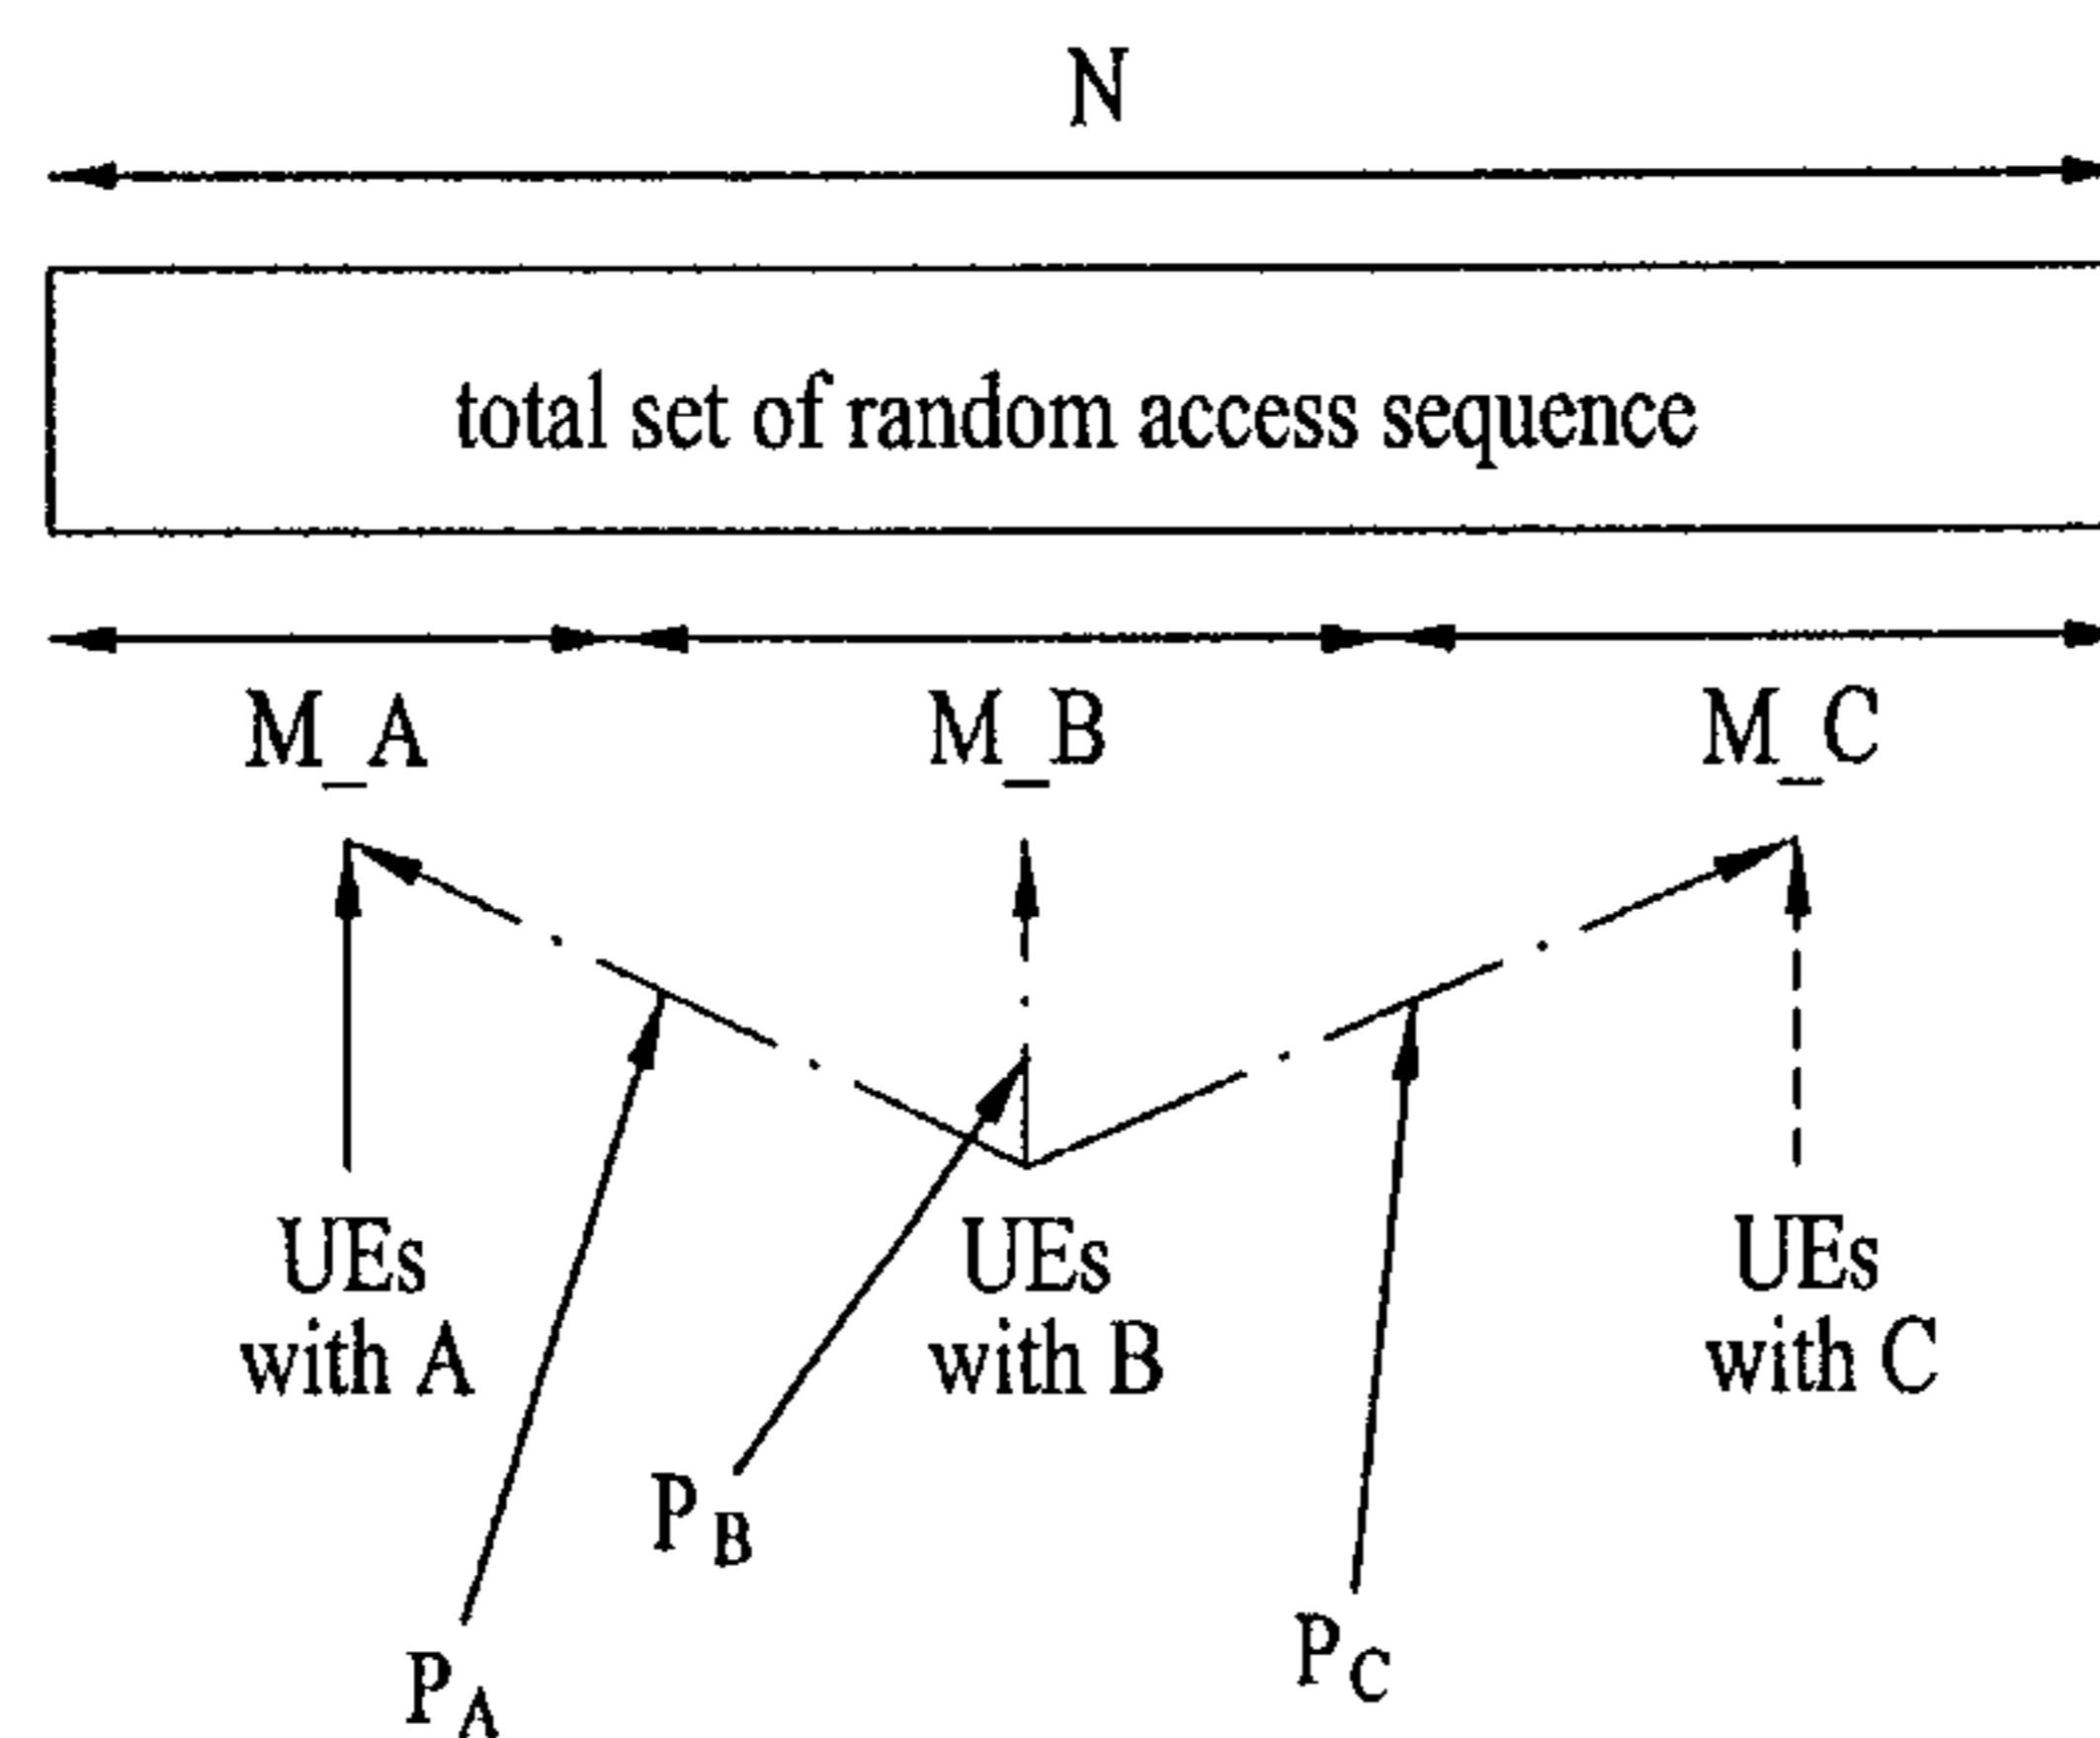 N
total set of random access sequence
M_A M_B M_C
UEs with A
UEs with B
UEs with C
P_A
P_B
P_C